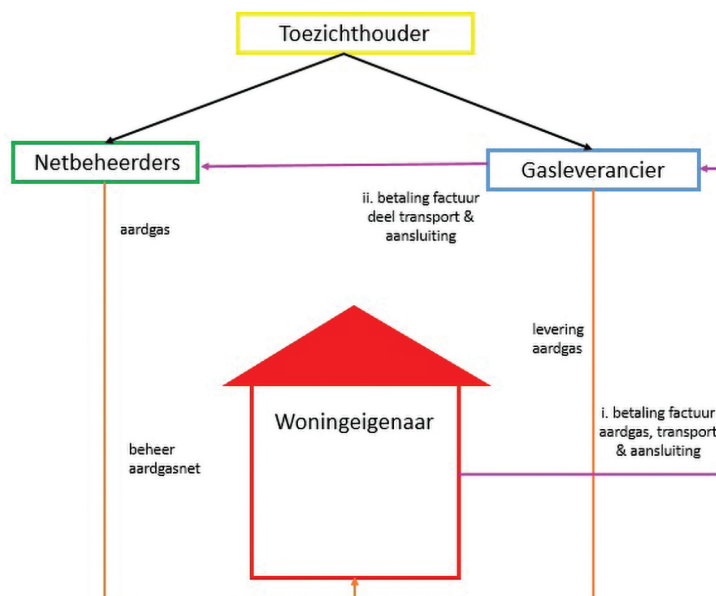 Toezichthouder
Netbeheerders
Gasleverancier
ii. betaling factuur
deel transport &
aansluiting
aardgas
levering
aardgas
Woningeigenaar
i. betaling factuur
aardgas, transport
& aansluiting
beheer
aardgasnet